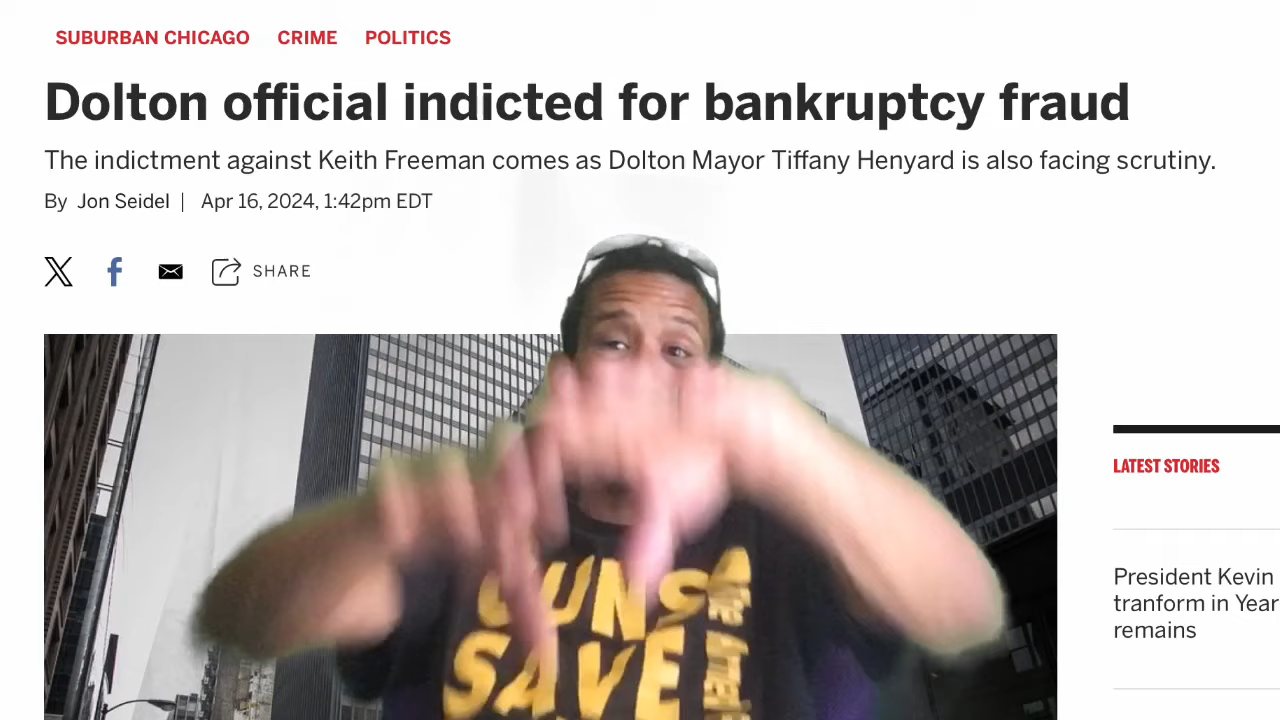 SUBURBAN CHICAGO CRIME POLITICS
Dolton official indicted for bankruptcy fraud
The indictment against Keith Freeman comes as Dolton Mayor Tiffany Henyard is also facing scrutiny.
By Jon Seidel | Apr 16, 2024, 1:42pm EDT
SHARE
LATEST STORIES
President Kevin
tranform in Year
remains
GUNS
SAVE